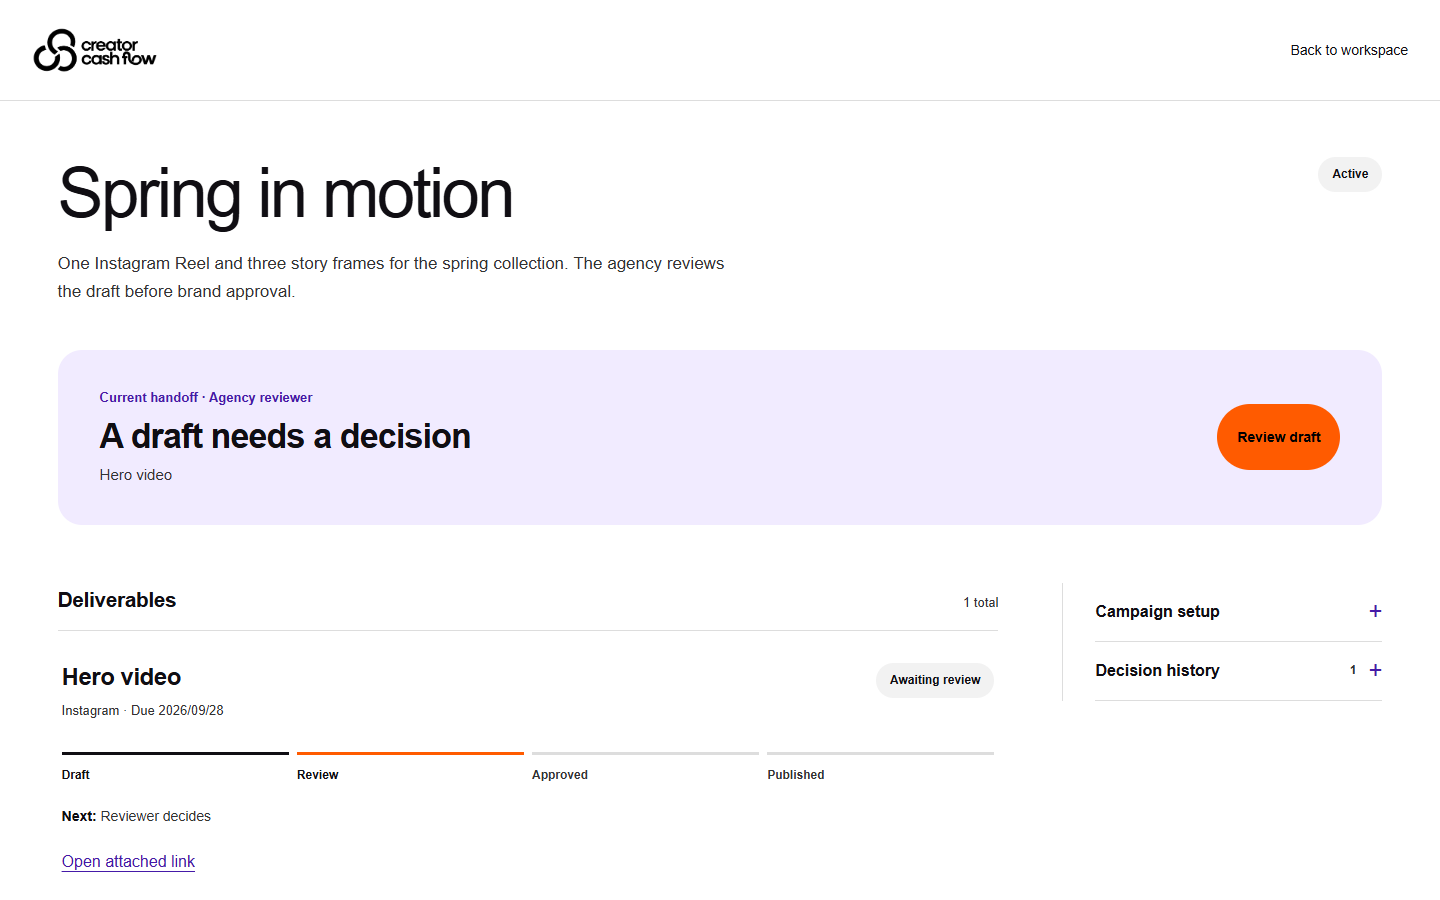 creator
cash flow
Back to workspace
Spring in motion
Active
One Instagram Reel and three story frames for the spring collection. The agency reviews
the draft before brand approval.
Current handoff · Agency reviewer
A draft needs a decision
Hero video
Review draft
Deliverables
1 total
Hero video
Awaiting review
Instagram · Due 2026/09/28
Draft
Review
Approved
Published
Next: Reviewer decides
Open attached link
Campaign setup
+
Decision history
1
+